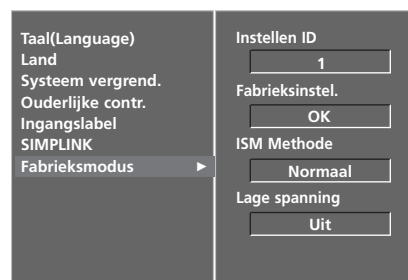 Taal(Language)
Land
Systeem vergrend.
Ouderlijke contr.
Ingangslabel
SIMPLINK
Fabrieksmodus ►
Instellen ID
1
Fabrieksinstel.
OK
ISM Methode
Normaal
Lage spanning
Uit